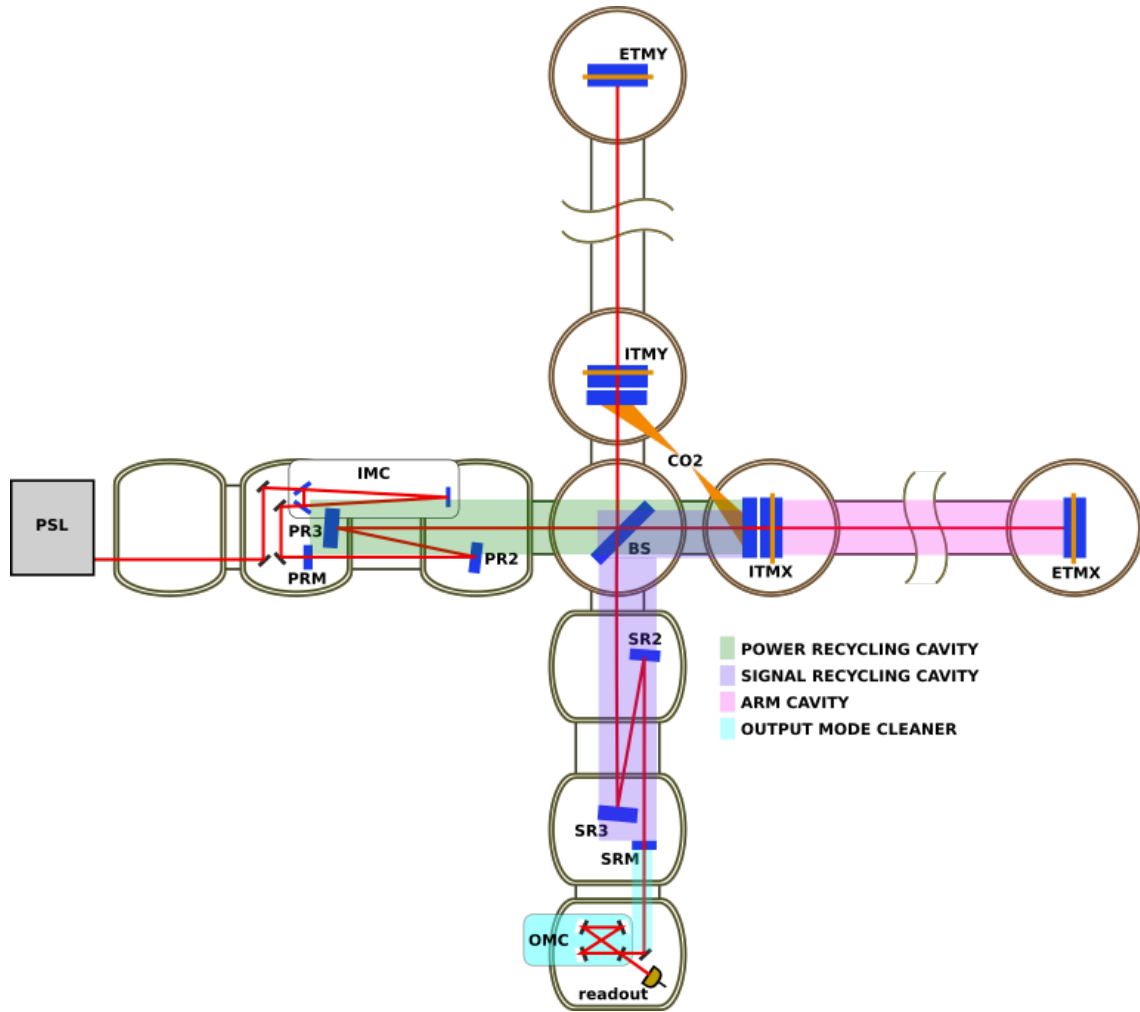 ETMY
ITMY
CO2
IMC
PSL
PR3
PRM
PR2
BS
ITMX
ETMX
SR2
POWER RECYCLING CAVITY
SIGNAL RECYCLING CAVITY
ARM CAVITY
OUTPUT MODE CLEANER
SR3
SRM
OMC
readout